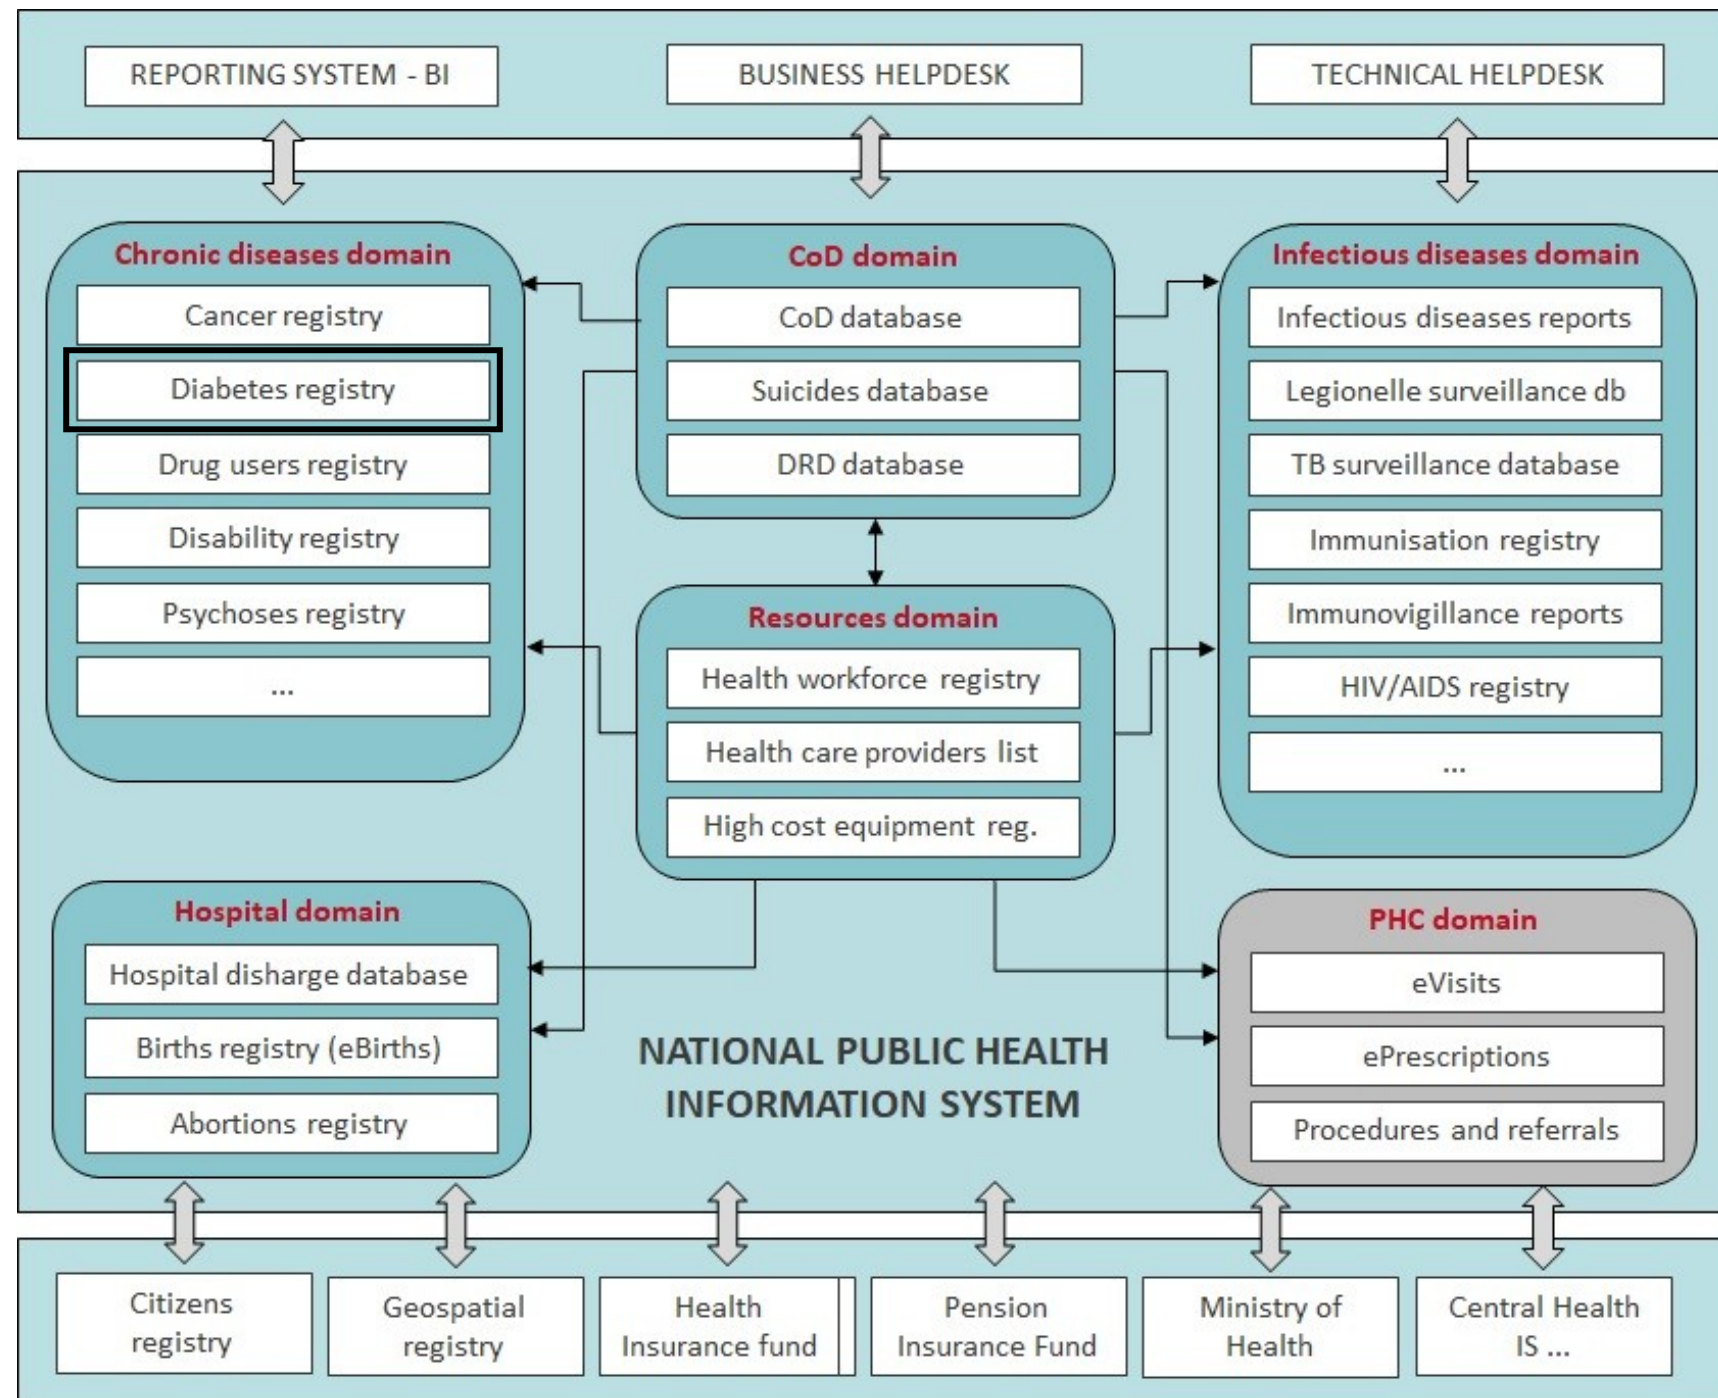 REPORTING SYSTEM - BI
BUSINESS HELPDESK
TECHNICAL HELPDESK
Chronic diseases domain
Cancer registry
Diabetes registry
Drug users registry
Disability registry
Psychoses registry
...
CoD domain
CoD database
Suicides database
DRD database
Infectious diseases domain
Infectious diseases reports
Legionelle surveillance db
TB surveillance database
Immunisation registry
Immunovigillance reports
HIV/AIDS registry
...
Resources domain
Health workforce registry
Health care providers list
High cost equipment reg.
Hospital domain
Hospital disharge database
Births registry (eBirths)
Abortions registry
NATIONAL PUBLIC HEALTH
INFORMATION SYSTEM
PHC domain
eVisits
ePrescriptions
Procedures and referrals
Citizens
registry
Geospatial
registry
Health
Insurance fund
Pension
Insurance Fund
Ministry of
Health
Central Health
IS ...